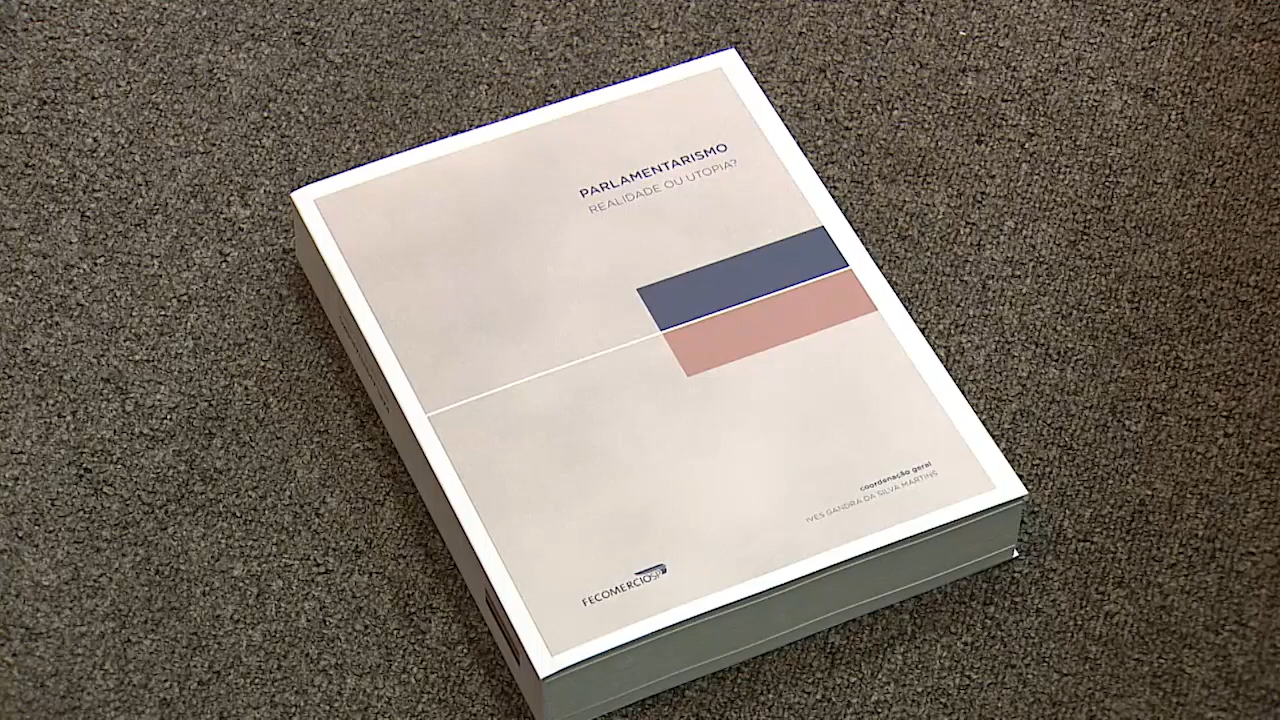 PARLAMENTARISMO
REALIDADE OU UTOPIA?
coordenação geral
IVES GANDRA DA SILVA MARTINS
FECOMERCIOSP